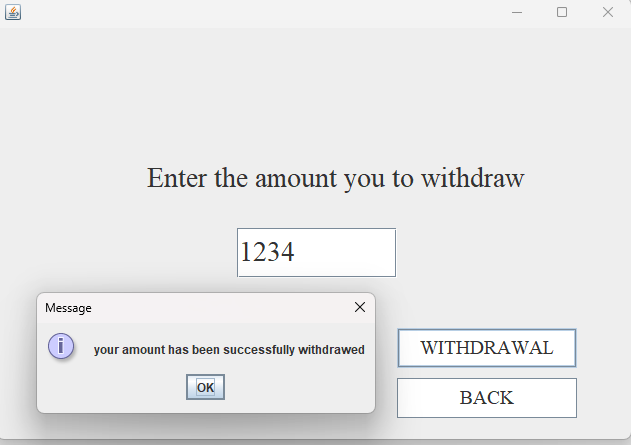 Enter the amount you to withdraw
1234
Message
your amount has been successfully withdrawed
OK
WITHDRAWAL
BACK